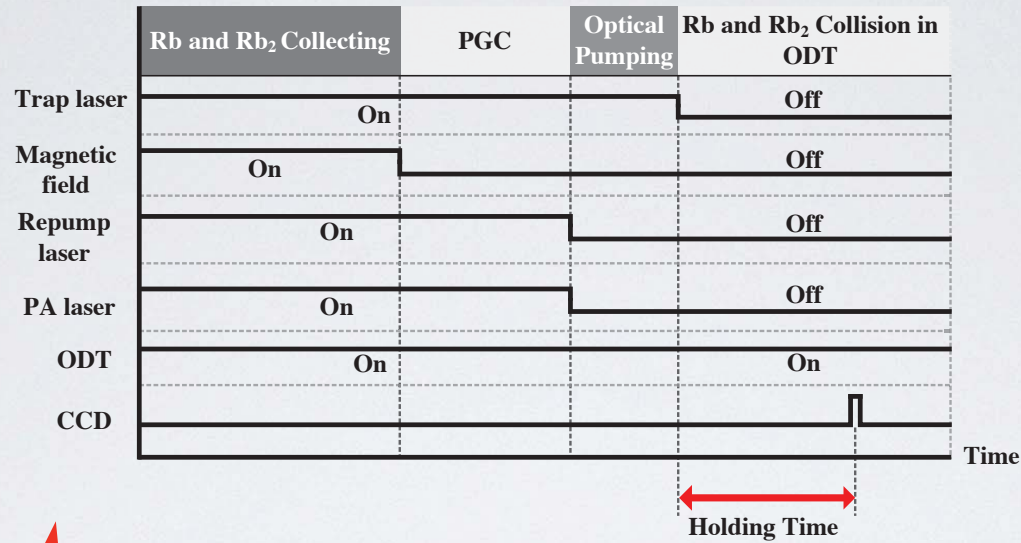 Rb and Rb₂ Collecting
PGC
Optical
Pumping
Rb and Rb₂ Collision in
ODT
Trap laser
On
Off
Magnetic
field
On
Off
Repump
laser
On
Off
PA laser
On
Off
ODT
On
On
CCD
Time
Holding Time